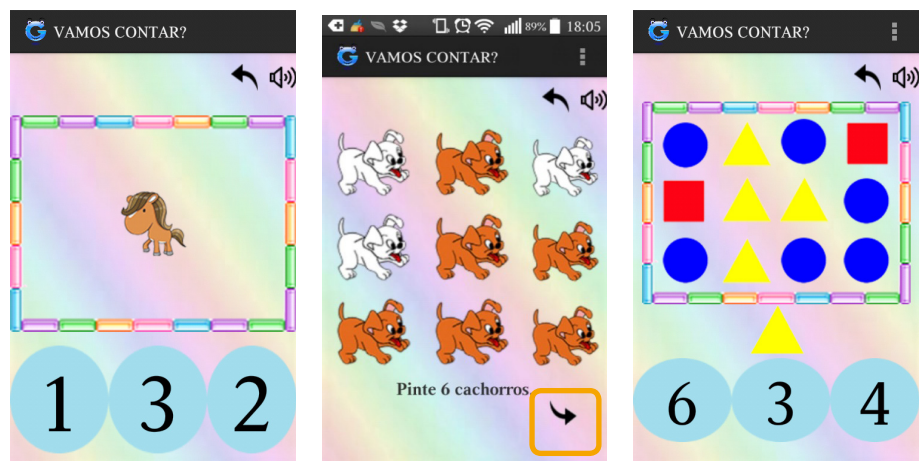 VAMOS CONTAR?
1 3 2
89% 18:05
VAMOS CONTAR?
Pinte 6 cachorros.
VAMOS CONTAR?
6 3 4